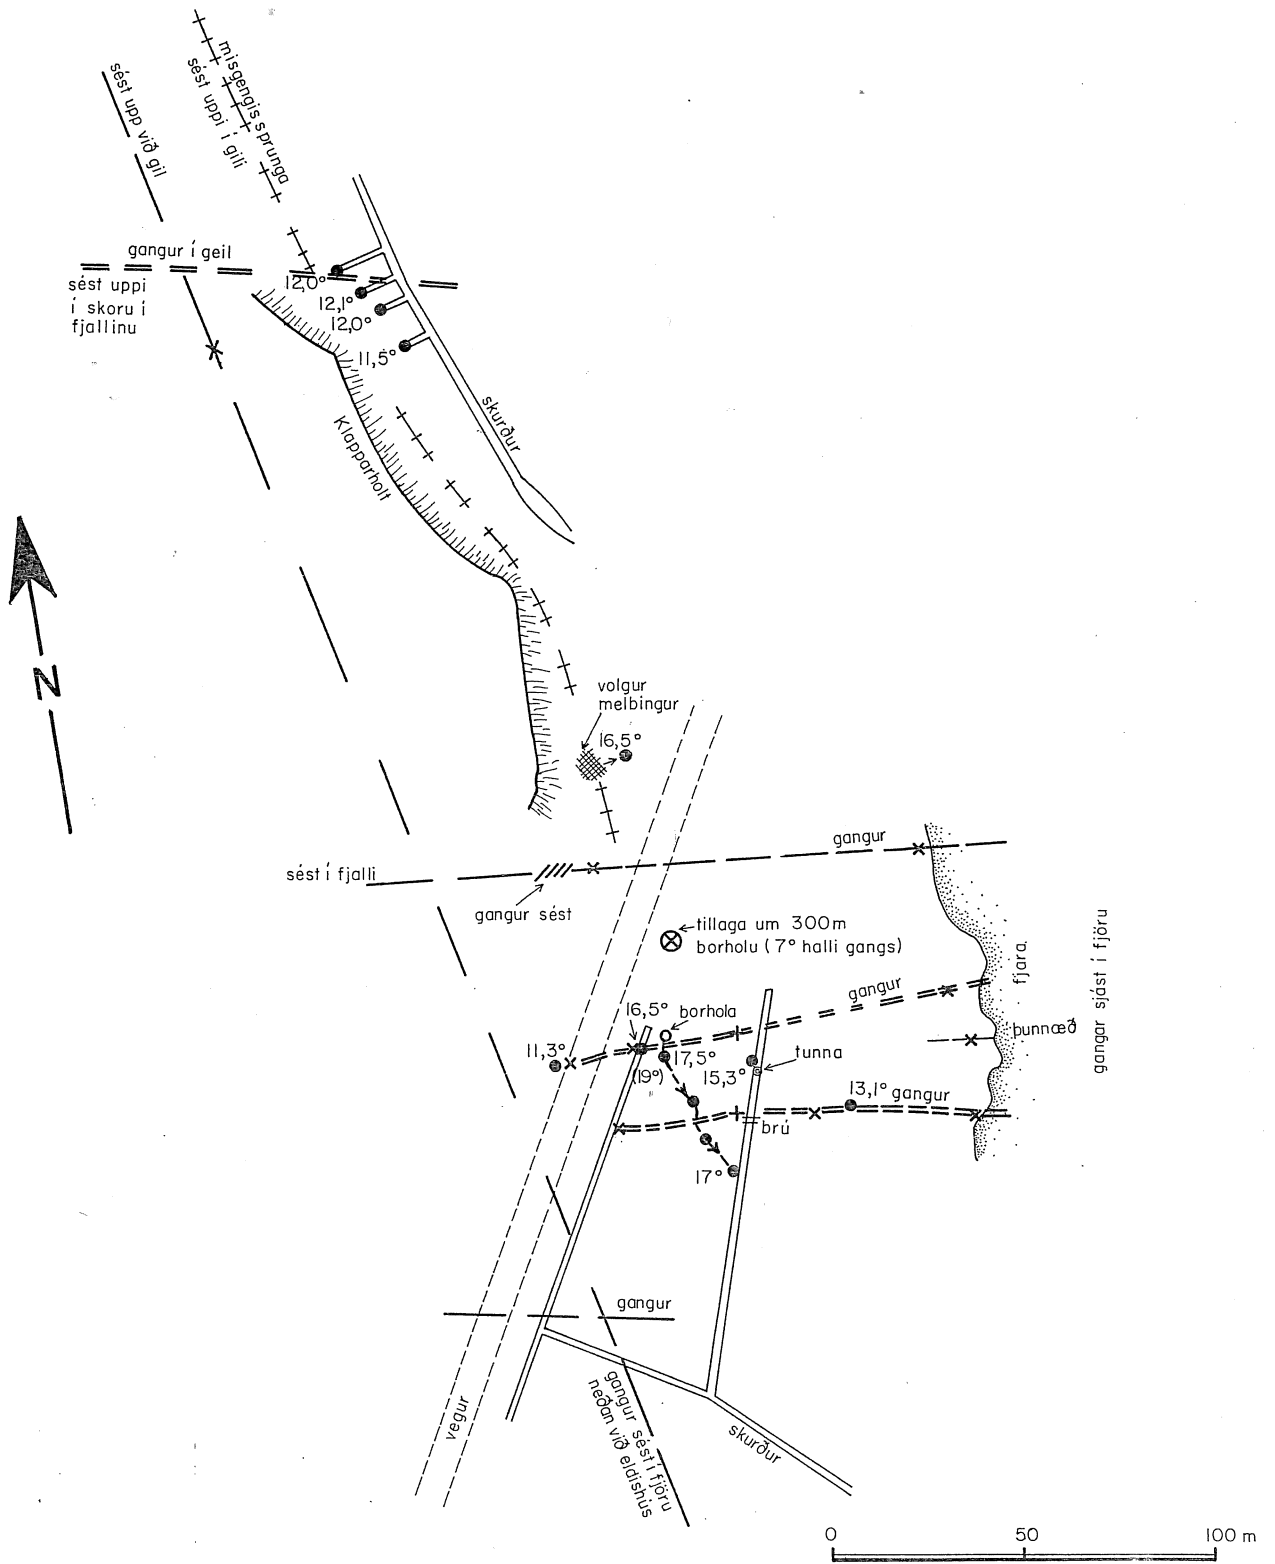 misgengis sprunga
sést uppi í gili
sést upp við gil
gangur í geil
sést uppi
í skoru í
fjallinu
12,0°
12,1°
12,0°
11,5°
skurður
Klapparholt
N
volgur
melbingur
16,5°
gangur
sést í fjalli
gangur sést
tillaga um 300m
borholu (7° halli gangs)
fjara
gangar sjást í fjöru
gangur
16,5°
borhola
þunnæð
11,3°
17,5°
(19°)
15,3°
tunna
13,1° gangur
brú
17°
gangur
gangur sést í fjöru
neðan við eldishús
vegur
skurður
0 50 100 m